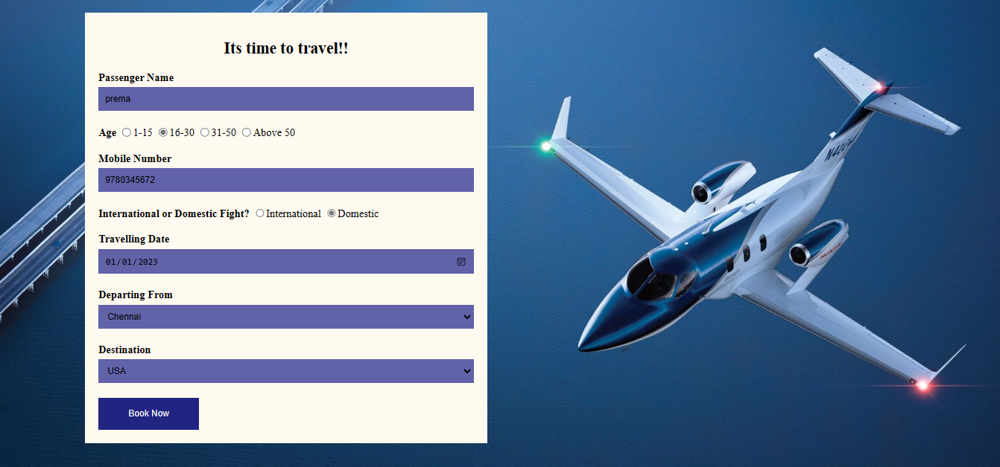 Its time to travel!!
Passenger Name
prema
Age 1-15 16-30 31-50 Above 50
Mobile Number
9780345672
International or Domestic Fight? International Domestic
Travelling Date
01/01/2023
Departing From
Chennai
Destination
USA
Book Now
HONDA